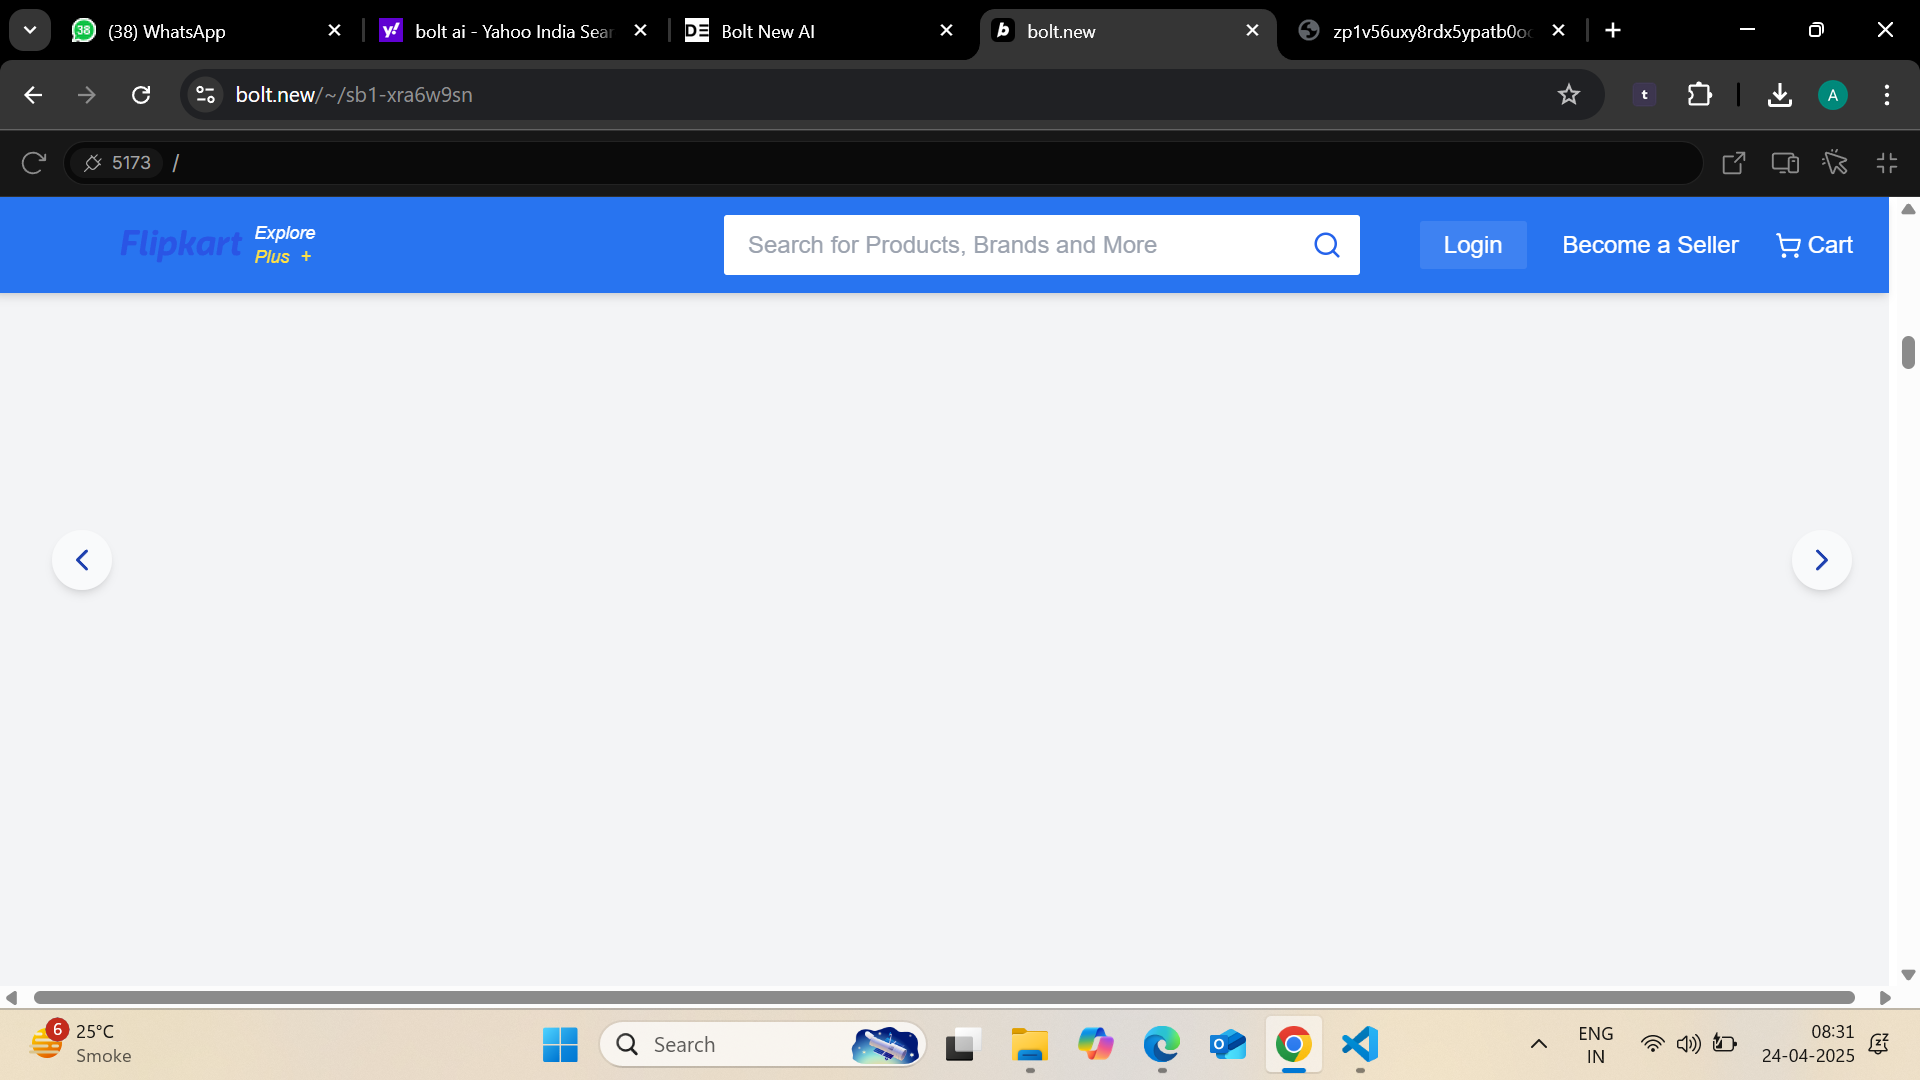 38
(38) WhatsApp
y!
bolt ai - Yahoo India Sear
DE
Bolt New AI
b
bolt.new
zp1v56uxy8rdx5ypatb0o
bolt.new/~/sb1-xra6w9sn
t
A
5173 /
Flipkart
Explore
Plus +
Search for Products, Brands and More
Login
Become a Seller
Cart
6
25°C
Smoke
Search
ENG
IN
08:31
24-04-2025